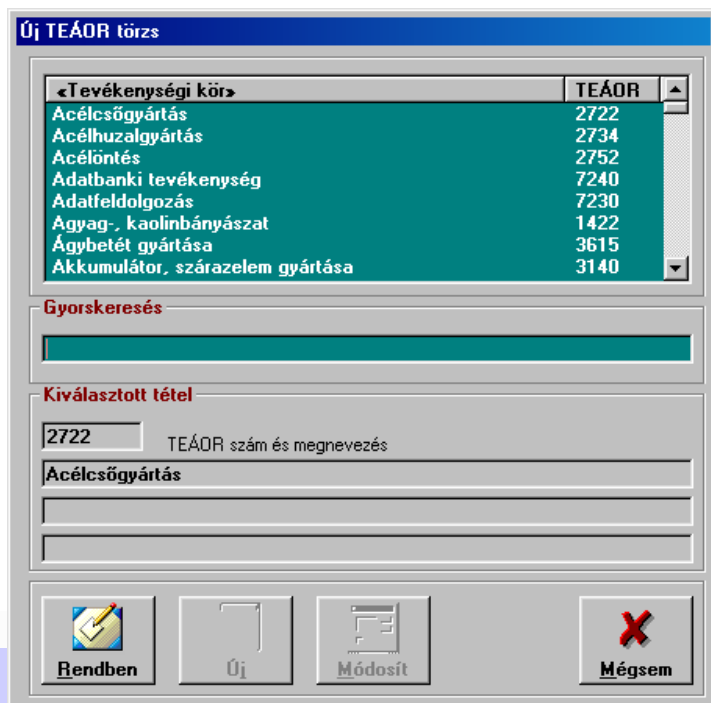 Új TEÁOR törzs
«Tevékenységi kör» TEÁOR
Acélcsőgyártás 2722
Acélhuzalgyártás 2734
Acélöntés 2752
Adatbanki tevékenység 7240
Adatfeldolgozás 7230
Agyag-, kaolinbányászat 1422
Ágybetét gyártása 3615
Akkumulátor, szárazelem gyártása 3140
Gyorskeresés
Kiválasztott tétel
2722 TEÁOR szám és megnevezés
Acélcsőgyártás
Rendben Új Módosít Mégsem